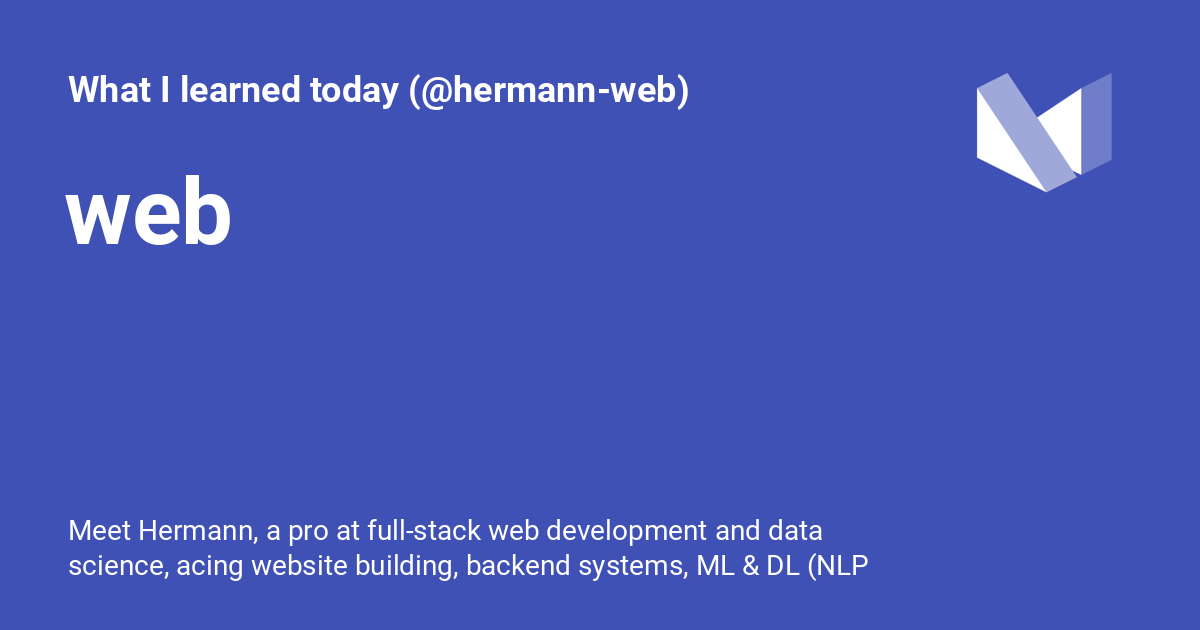 What I learned today (@hermann-web)
web
Meet Hermann, a pro at full-stack web development and data
science, acing website building, backend systems, ML & DL (NLP